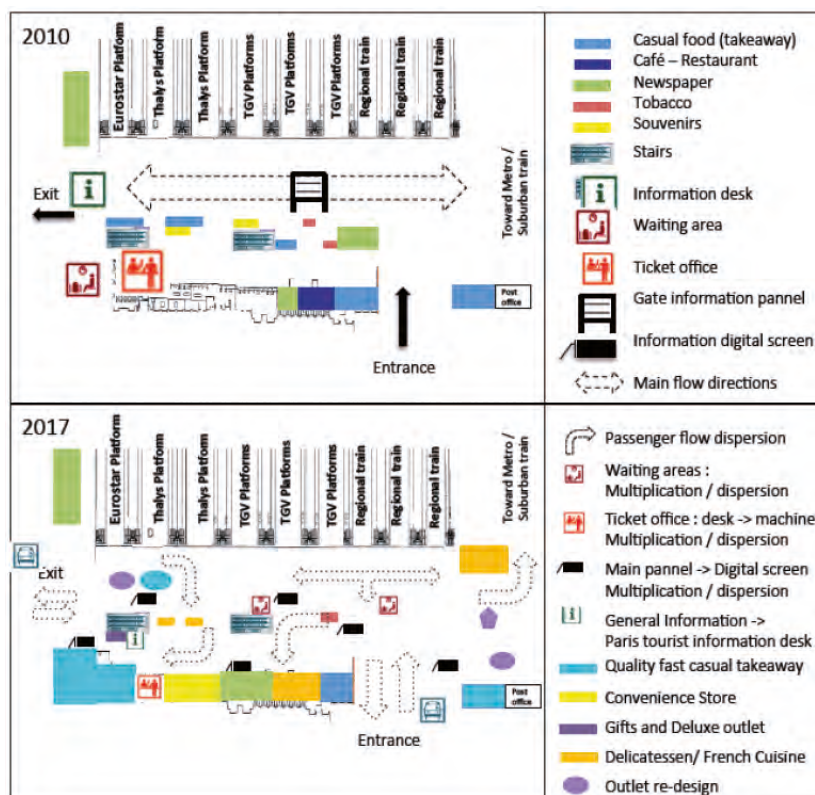 2010
Eurostar Platform
Thalys Platform
Thalys Platform
TGV Platforms
TGV Platforms
TGV Platforms
Regional train
Regional train
Regional train
Toward Metro /
Suburban train
Exit
Post
office
Entrance
Casual food (takeaway)
Café – Restaurant
Newspaper
Tobacco
Souvenirs
Stairs
Information desk
Waiting area
Ticket office
Gate information pannel
Information digital screen
Main flow directions
2017
Eurostar Platform
Thalys Platform
Thalys Platform
TGV Platforms
TGV Platforms
TGV Platforms
Regional train
Regional train
Regional train
Toward Metro /
Suburban train
Exit
Post
office
Entrance
Passenger flow dispersion
Waiting areas :
Multiplication / dispersion
Ticket office : desk -> machine
Multiplication / dispersion
Main pannel -> Digital screen
Multiplication / dispersion
General Information ->
Paris tourist information desk
Quality fast casual takeaway
Convenience Store
Gifts and Deluxe outlet
Delicatessen/ French Cuisine
Outlet re-design